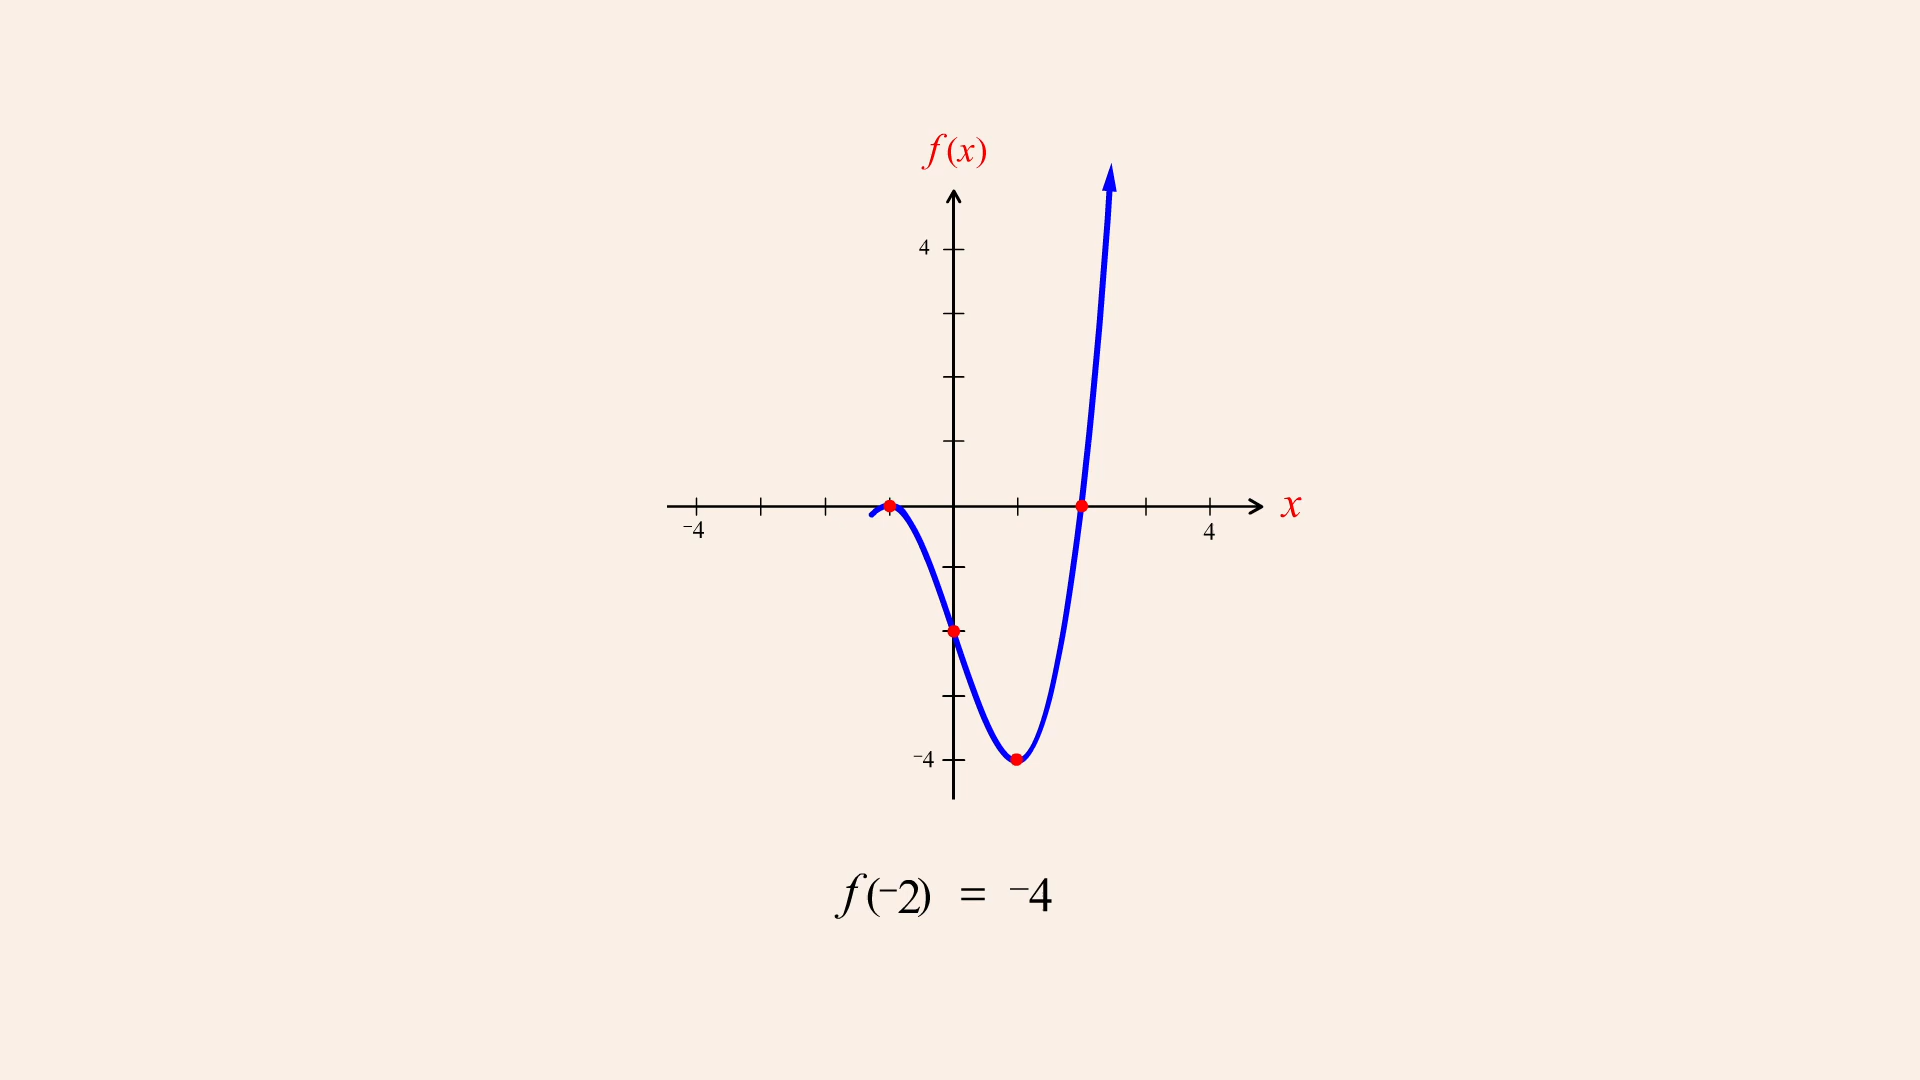 f(x)
4
x
⁻4 4
⁻4
f(⁻2) = ⁻4